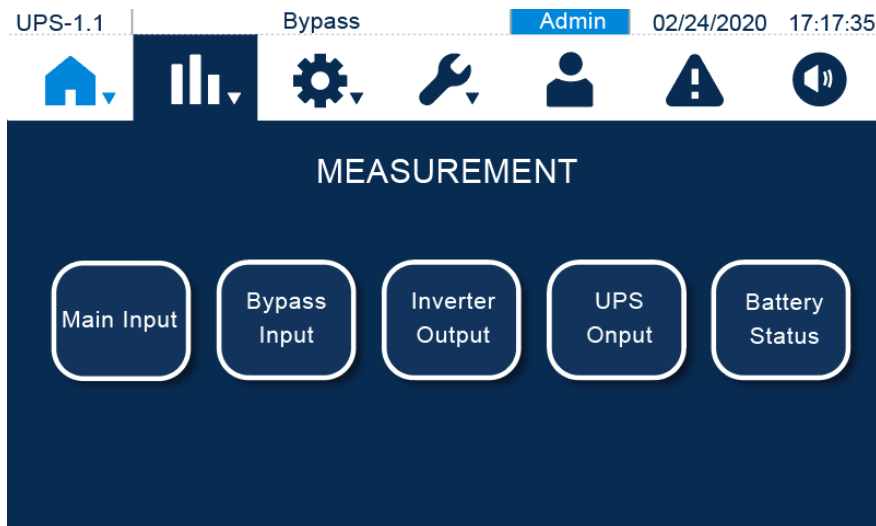 UPS-1.1 Bypass Admin 02/24/2020 17:17:35
MEASUREMENT
Main Input
Bypass
Input
Inverter
Output
UPS
Onput
Battery
Status